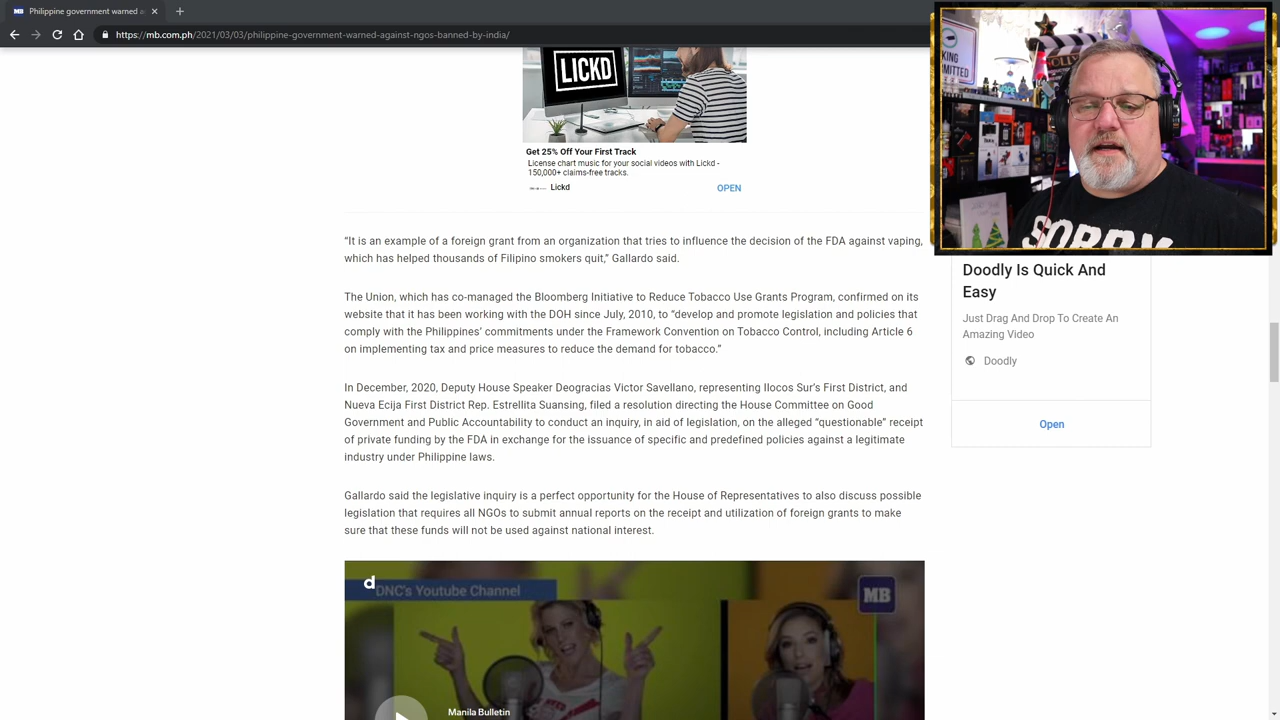 MB Philippine government warned a
https://mb.com.ph/2021/03/01/philippine-government-warned-against-ngos-banned-by-india/
LICKD
Get 25% Off Your First Track
License chart music for your social videos with Lickd -
150,000+ claims-free tracks.
Lickd
OPEN
“It is an example of a foreign grant from an organization that tries to influence the decision of the FDA against vaping,
which has helped thousands of Filipino smokers quit,” Gallardo said.
The Union, which has co-managed the Bloomberg Initiative to Reduce Tobacco Use Grants Program, confirmed on its
website that it has been working with the DOH since July, 2010, to “develop and promote legislation and policies that
comply with the Philippines’ commitments under the Framework Convention on Tobacco Control, including Article 6
on implementing tax and price measures to reduce the demand for tobacco.”
In December, 2020, Deputy House Speaker Deogracias Victor Savellano, representing Ilocos Sur’s First District, and
Nueva Ecija First District Rep. Estrellita Suansing, filed a resolution directing the House Committee on Good
Government and Public Accountability to conduct an inquiry, in aid of legislation, on the alleged “questionable” receipt
of private funding by the FDA in exchange for the issuance of specific and predefined policies against a legitimate
industry under Philippine laws.
Gallardo said the legislative inquiry is a perfect opportunity for the House of Representatives to also discuss possible
legislation that requires all NGOs to submit annual reports on the receipt and utilization of foreign grants to make
sure that these funds will not be used against national interest.
d
DNC's Youtube Channel
MB
Manila Bulletin
SORRY
Doodly Is Quick And
Easy
Just Drag And Drop To Create An
Amazing Video
Doodly
Open